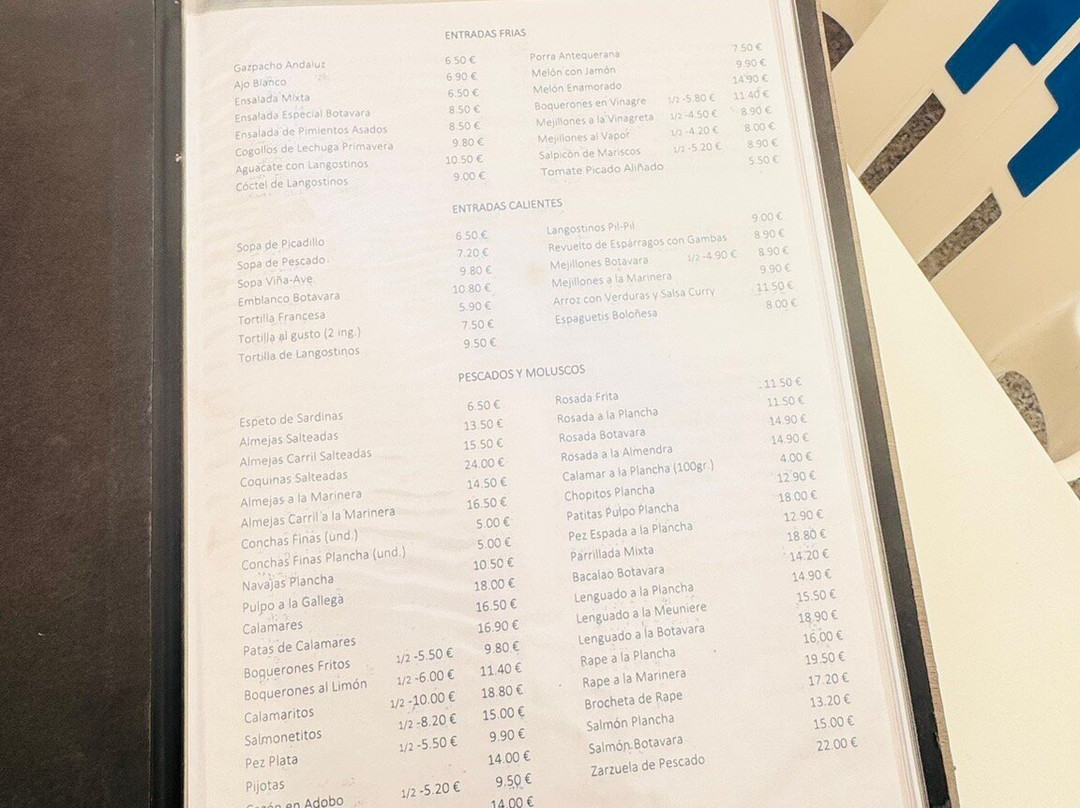 ENTRADAS FRIAS
Gazpacho Andaluz 6.50 €
Ajo Blanco 6.90 €
Ensalada Mixta 6.50 €
Ensalada Especial Botavara 8.50 €
Ensalada de Pimientos Asados 8.50 €
Cogollos de Lechuga Primavera 9.80 €
Aguacate con Langostinos 10.50 €
Cóctel de Langostinos 9.00 €
Porra Antequerana 7.50 €
Melón con Jamón 9.90 €
Melón Enamorado 14.90 €
Boquerones en Vinagre 1/2 -5.80 € 11.40 €
Mejillones a la Vinagreta 1/2 -4.50 € 8.90 €
Mejillones al Vapor 1/2 -4.20 € 8.00 €
Salpicón de Mariscos 1/2 -5.20 € 8.90 €
Tomate Picado Aliñado 5.50 €
ENTRADAS CALIENTES
Sopa de Picadillo 6.50 €
Sopa de Pescado 7.20 €
Sopa Viña-Ave 9.80 €
Emblanco Botavara 10.80 €
Tortilla Francesa 5.90 €
Tortilla al gusto (2 ing.) 7.50 €
Tortilla de Langostinos 9.50 €
Langostinos Pil-Pil 9.00 €
Revuelto de Espárragos con Gambas 8.90 €
Mejillones Botavara 1/2 -4.90 € 8.90 €
Mejillones a la Marinera 9.90 €
Arroz con Verduras y Salsa Curry 11.50 €
Espaguetis Boloñesa 8.00 €
PESCADOS Y MOLUSCOS
Espeto de Sardinas 6.50 €
Almejas Salteadas 13.50 €
Almejas Carril Salteadas 15.50 €
Coquinas Salteadas 24.00 €
Almejas a la Marinera 14.50 €
Almejas Carril a la Marinera 16.50 €
Conchas Finas (und.) 5.00 €
Conchas Finas Plancha (und.) 5.00 €
Navajas Plancha 10.50 €
Pulpo a la Gallega 18.00 €
Calamares 16.50 €
Patas de Calamares 16.90 €
Boquerones Fritos 1/2 -5.50 € 9.80 €
Boquerones al Limón 1/2 -6.00 € 11.40 €
Calamaritos 1/2 -10.00 € 18.80 €
Salmonetitos 1/2 -8.20 € 15.00 €
Pez Plata 1/2 -5.50 € 9.90 €
Pijotas 14.00 €
Cazón en Adobo 1/2 -5.20 € 9.50 €
14.00 €
Rosada Frita 11.50 €
Rosada a la Plancha 11.50 €
Rosada Botavara 14.90 €
Rosada a la Almendra 14.90 €
Calamar a la Plancha (100gr.) 4.00 €
Chopitos Plancha 12.90 €
Patitas Pulpo Plancha 18.00 €
Pez Espada a la Plancha 12.90 €
Parrillada Mixta 18.80 €
Bacalao Botavara 14.20 €
Lenguado a la Plancha 14.90 €
Lenguado a la Meuniere 15.50 €
Lenguado a la Botavara 18.90 €
Rape a la Plancha 16.00 €
Rape a la Marinera 19.50 €
Brocheta de Rape 17.20 €
Salmón Plancha 13.20 €
Salmón Botavara 15.00 €
Zarzuela de Pescado 22.00 €